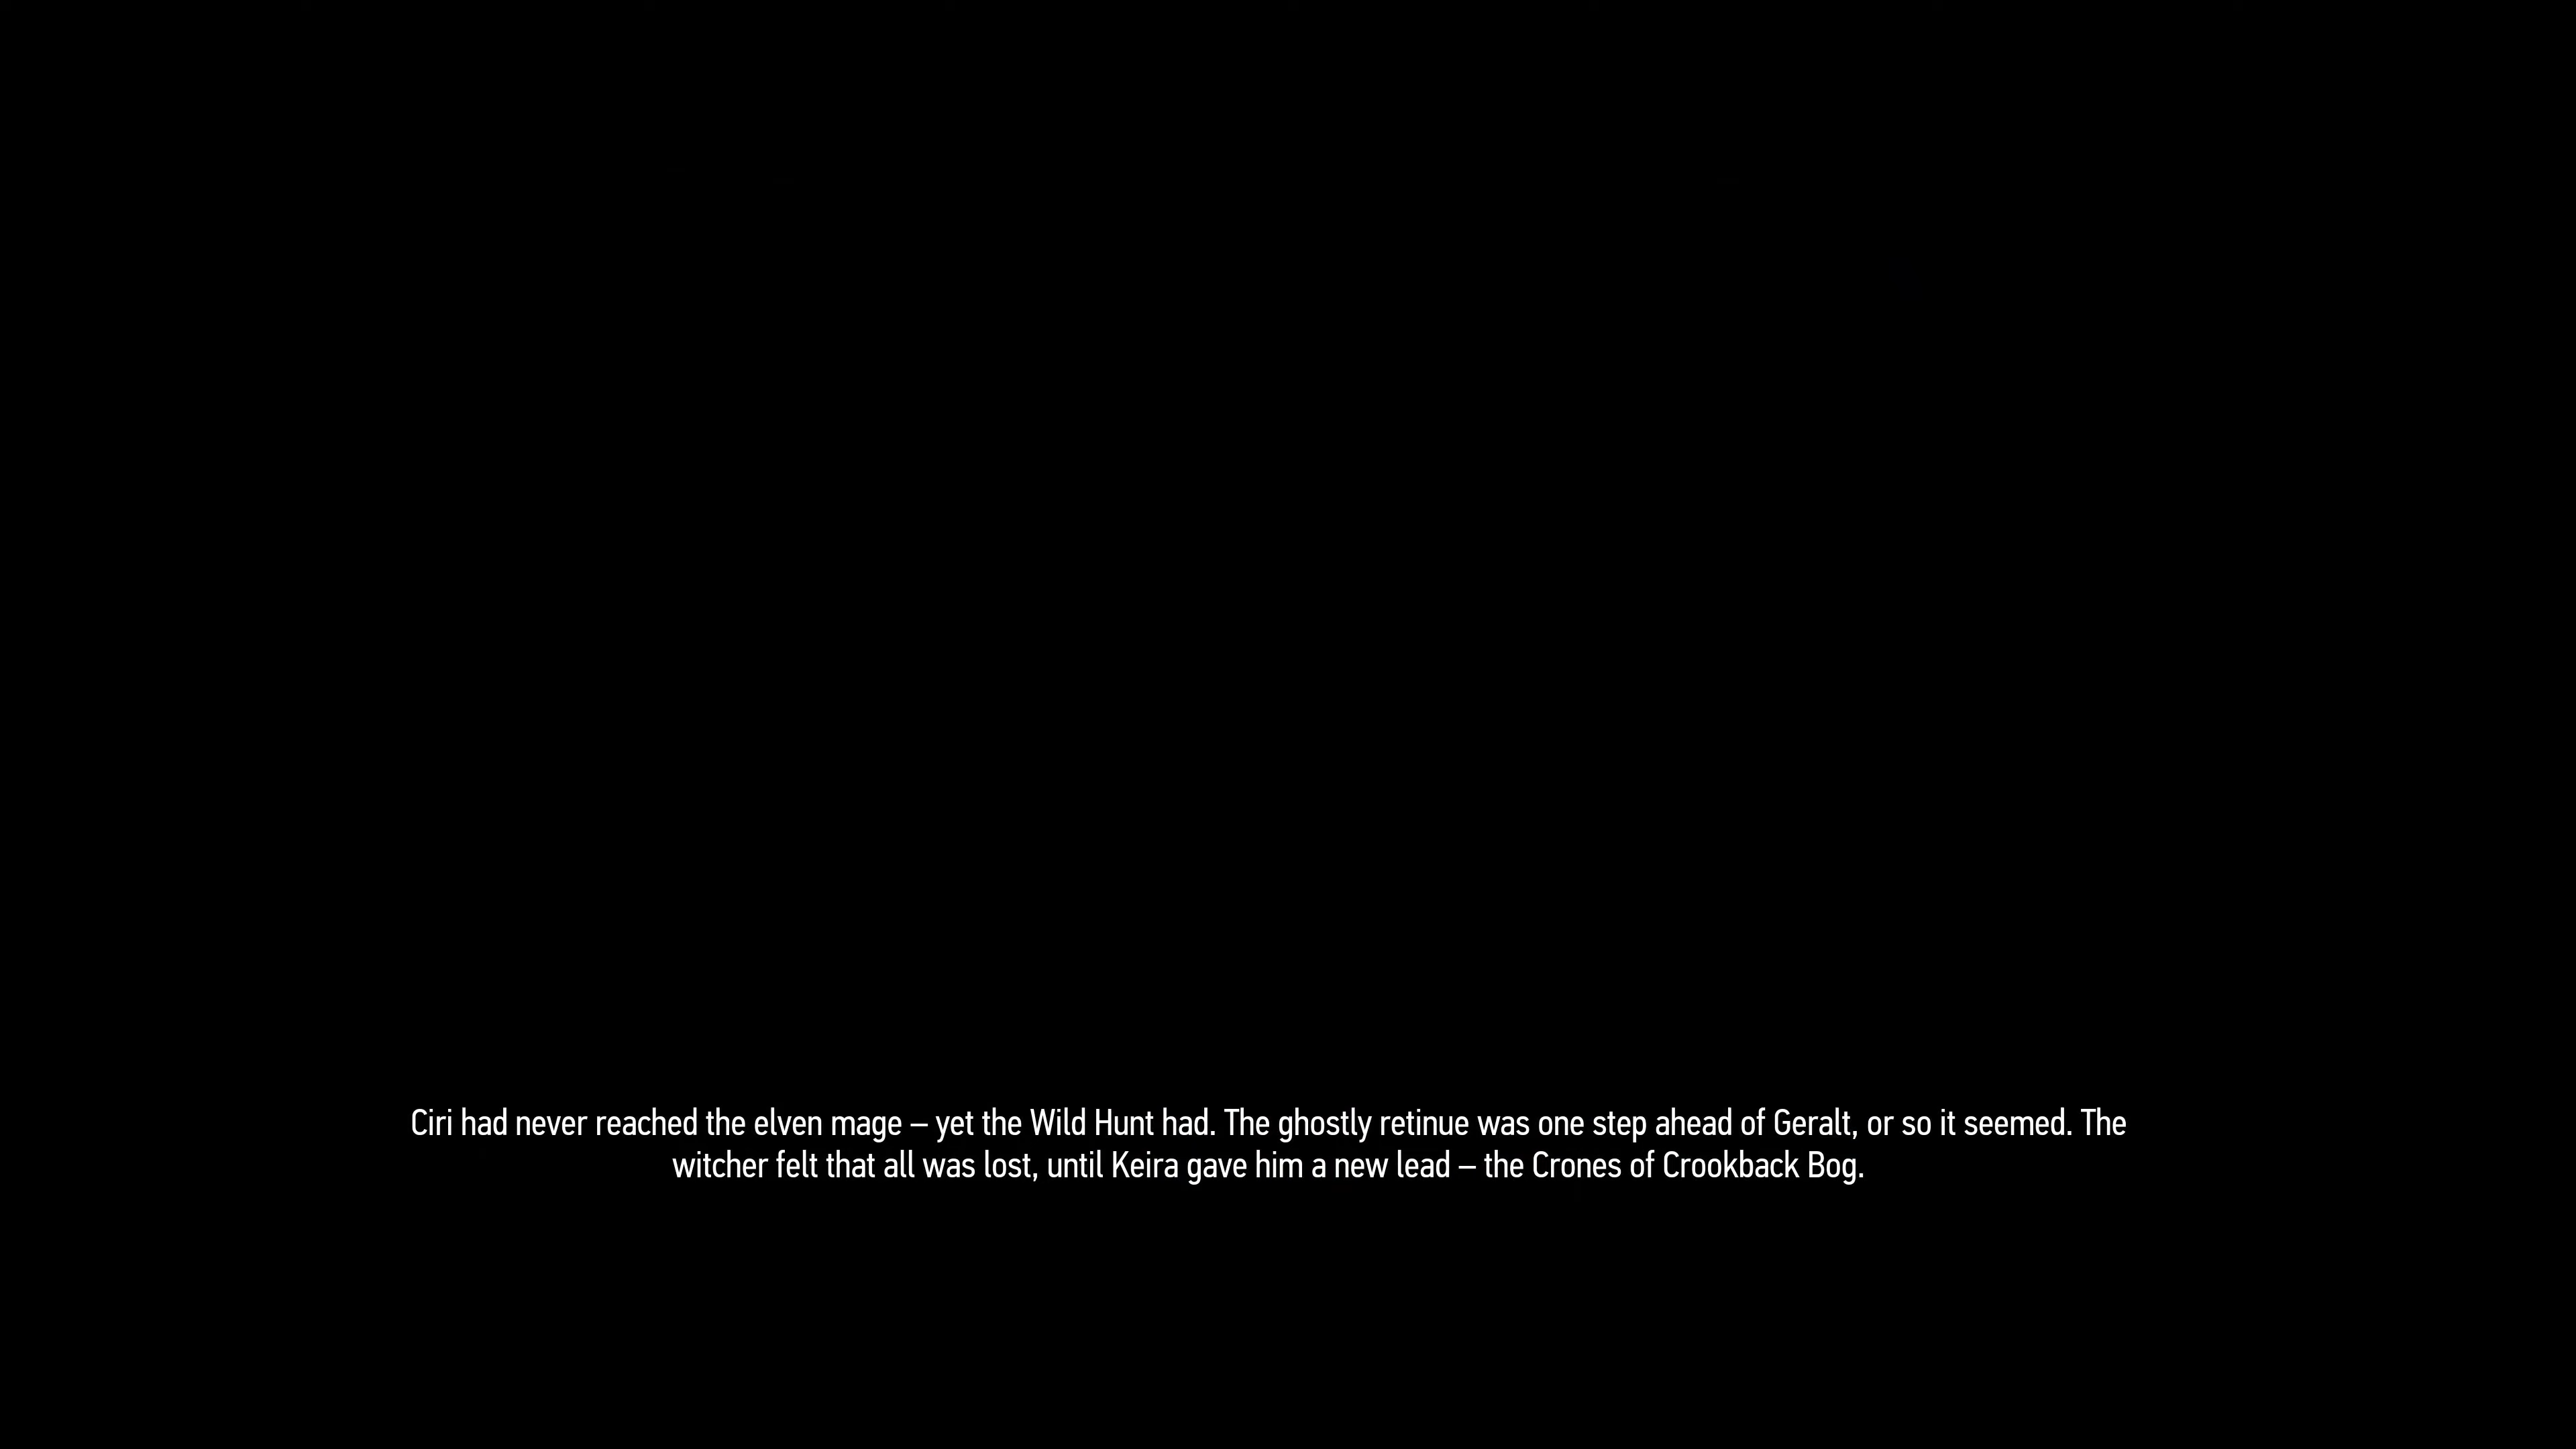 Ciri had never reached the elven mage – yet the Wild Hunt had. The ghostly retinue was one step ahead of Geralt, or so it seemed. The
witcher felt that all was lost, until Keira gave him a new lead – the Crones of Crookback Bog.